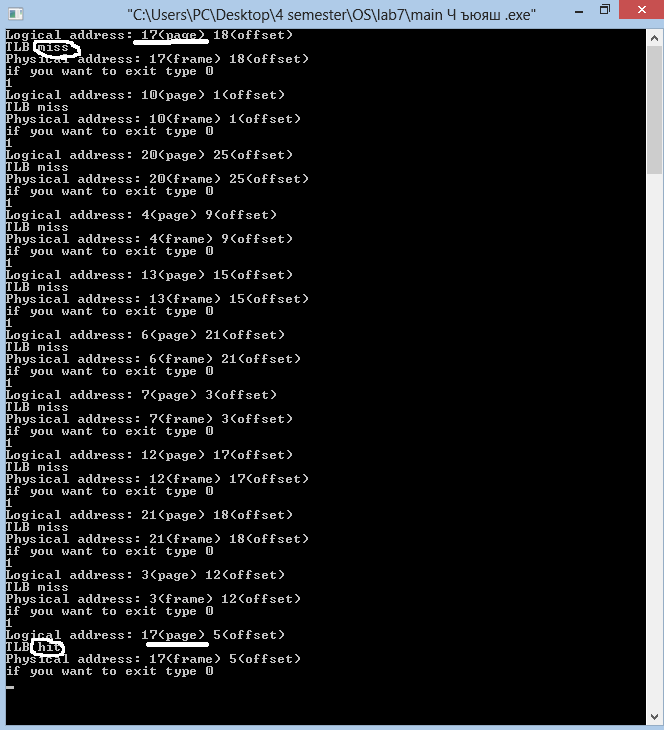 "C:\Users\PC\Desktop\4 semester\OS\lab7\main Ч ъюяш .exe"
Logical address: 17(page) 18(offset)
TLB miss
Physical address: 17(frame) 18(offset)
if you want to exit type 0
1
Logical address: 10(page) 1(offset)
TLB miss
Physical address: 10(frame) 1(offset)
if you want to exit type 0
1
Logical address: 20(page) 25(offset)
TLB miss
Physical address: 20(frame) 25(offset)
if you want to exit type 0
1
Logical address: 4(page) 9(offset)
TLB miss
Physical address: 4(frame) 9(offset)
if you want to exit type 0
1
Logical address: 13(page) 15(offset)
TLB miss
Physical address: 13(frame) 15(offset)
if you want to exit type 0
1
Logical address: 6(page) 21(offset)
TLB miss
Physical address: 6(frame) 21(offset)
if you want to exit type 0
1
Logical address: 7(page) 3(offset)
TLB miss
Physical address: 7(frame) 3(offset)
if you want to exit type 0
1
Logical address: 12(page) 17(offset)
TLB miss
Physical address: 12(frame) 17(offset)
if you want to exit type 0
1
Logical address: 21(page) 18(offset)
TLB miss
Physical address: 21(frame) 18(offset)
if you want to exit type 0
1
Logical address: 3(page) 12(offset)
TLB miss
Physical address: 3(frame) 12(offset)
if you want to exit type 0
1
Logical address: 17(page) 5(offset)
TLB hit
Physical address: 17(frame) 5(offset)
if you want to exit type 0